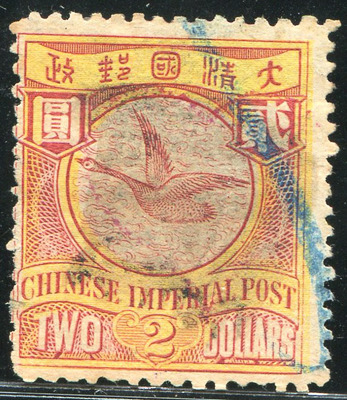 大清國郵政
貳圓
CHINESE IMPERIAL POST
TWO 2 DOLLARS